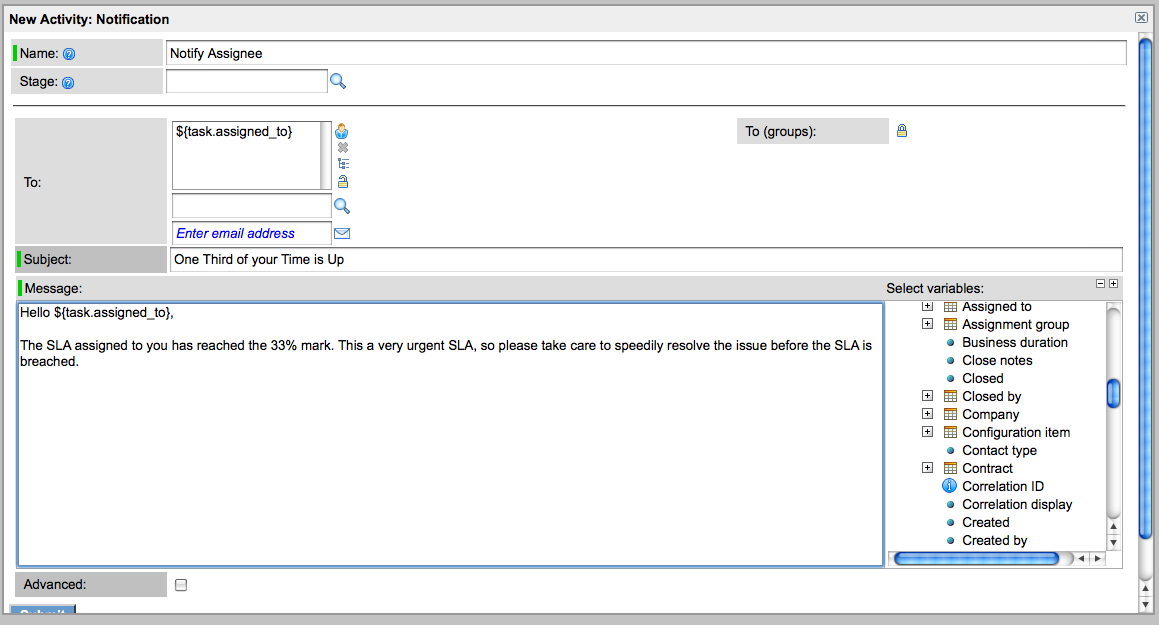 New Activity: Notification
Name:
Notify Assignee
Stage:
To:
${task.assigned_to}
To (groups):
Enter email address
Subject:
One Third of your Time is Up
Message:
Select variables:
Hello ${task.assigned_to},
The SLA assigned to you has reached the 33% mark. This a very urgent SLA, so please take care to speedily resolve the issue before the SLA is
breached.
Assigned to
Assignment group
Business duration
Close notes
Closed
Closed by
Company
Configuration item
Contact type
Contract
Correlation ID
Correlation display
Created
Created by
Advanced:
Submit